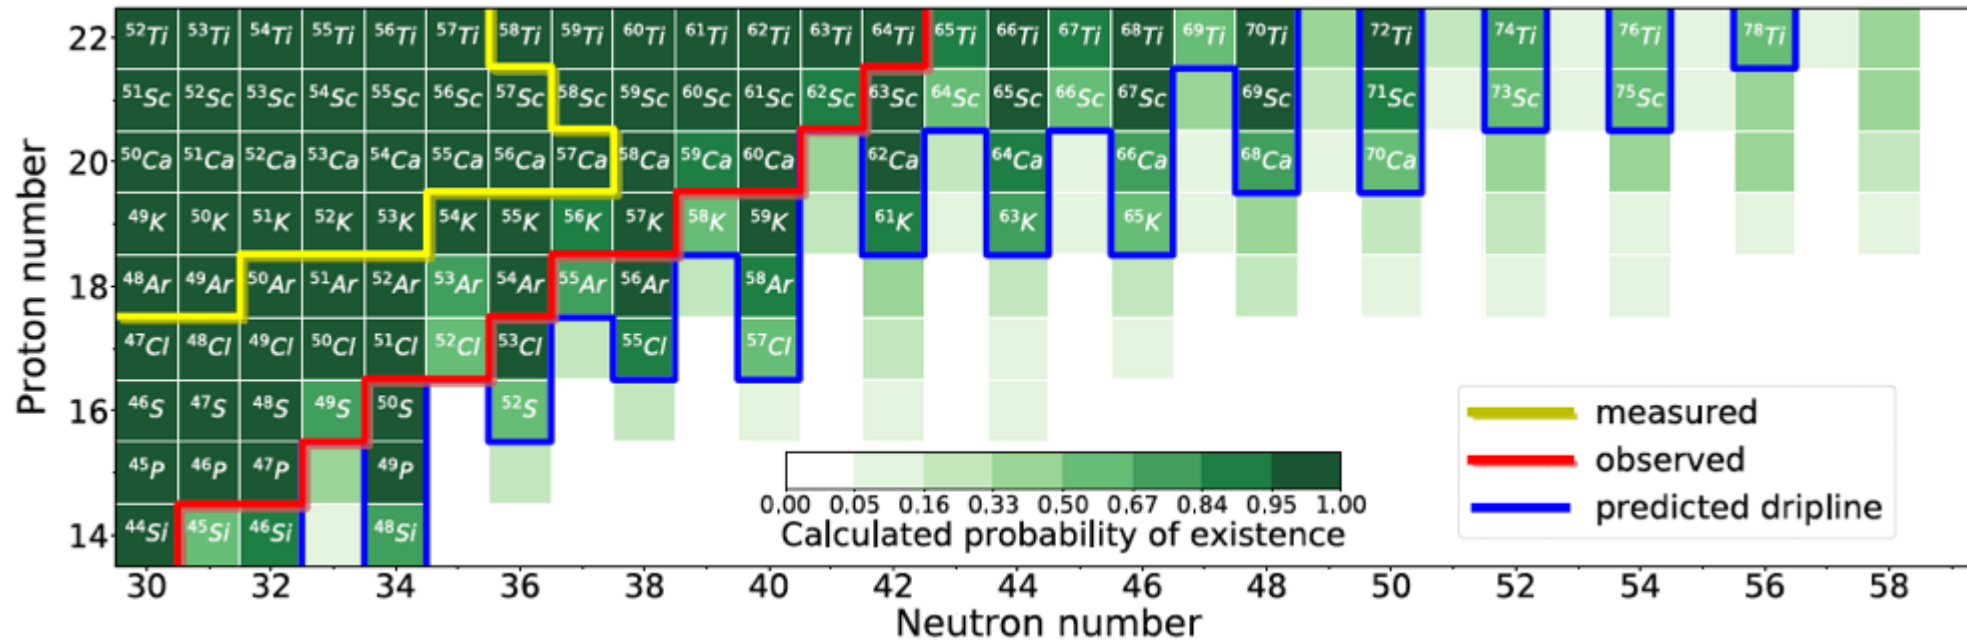 22 ⁵²Ti ⁵³Ti ⁵⁴Ti ⁵⁵Ti ⁵⁶Ti ⁵⁷Ti ⁵⁸Ti ⁵⁹Ti ⁶⁰Ti ⁶¹Ti ⁶²Ti ⁶³Ti ⁶⁴Ti ⁶⁵Ti ⁶⁶Ti ⁶⁷Ti ⁶⁸Ti ⁶⁹Ti ⁷⁰Ti ⁷²Ti ⁷⁴Ti ⁷⁶Ti ⁷⁸Ti
⁵¹Sc ⁵²Sc ⁵³Sc ⁵⁴Sc ⁵⁵Sc ⁵⁶Sc ⁵⁷Sc ⁵⁸Sc ⁵⁹Sc ⁶⁰Sc ⁶¹Sc ⁶²Sc ⁶³Sc ⁶⁴Sc ⁶⁵Sc ⁶⁶Sc ⁶⁷Sc ⁶⁹Sc ⁷¹Sc ⁷³Sc ⁷⁵Sc
20 ⁵⁰Ca ⁵¹Ca ⁵²Ca ⁵³Ca ⁵⁴Ca ⁵⁵Ca ⁵⁶Ca ⁵⁷Ca ⁵⁸Ca ⁵⁹Ca ⁶⁰Ca ⁶²Ca ⁶⁴Ca ⁶⁶Ca ⁶⁸Ca ⁷⁰Ca
⁴⁹K ⁵⁰K ⁵¹K ⁵²K ⁵³K ⁵⁴K ⁵⁵K ⁵⁶K ⁵⁷K ⁵⁸K ⁵⁹K ⁶¹K ⁶³K ⁶⁵K
18 ⁴⁸Ar ⁴⁹Ar ⁵⁰Ar ⁵¹Ar ⁵²Ar ⁵³Ar ⁵⁴Ar ⁵⁵Ar ⁵⁶Ar ⁵⁸Ar
⁴⁷Cl ⁴⁸Cl ⁴⁹Cl ⁵⁰Cl ⁵¹Cl ⁵²Cl ⁵³Cl ⁵⁵Cl ⁵⁷Cl
16 ⁴⁶S ⁴⁷S ⁴⁸S ⁴⁹S ⁵⁰S ⁵²S
⁴⁵P ⁴⁶P ⁴⁷P ⁴⁹P
14 ⁴⁴Si ⁴⁵Si ⁴⁶Si ⁴⁸Si
Proton number
measured
observed
predicted dripline
0.00 0.05 0.16 0.33 0.50 0.67 0.84 0.95 1.00
Calculated probability of existence
30 32 34 36 38 40 42 44 46 48 50 52 54 56 58
Neutron number